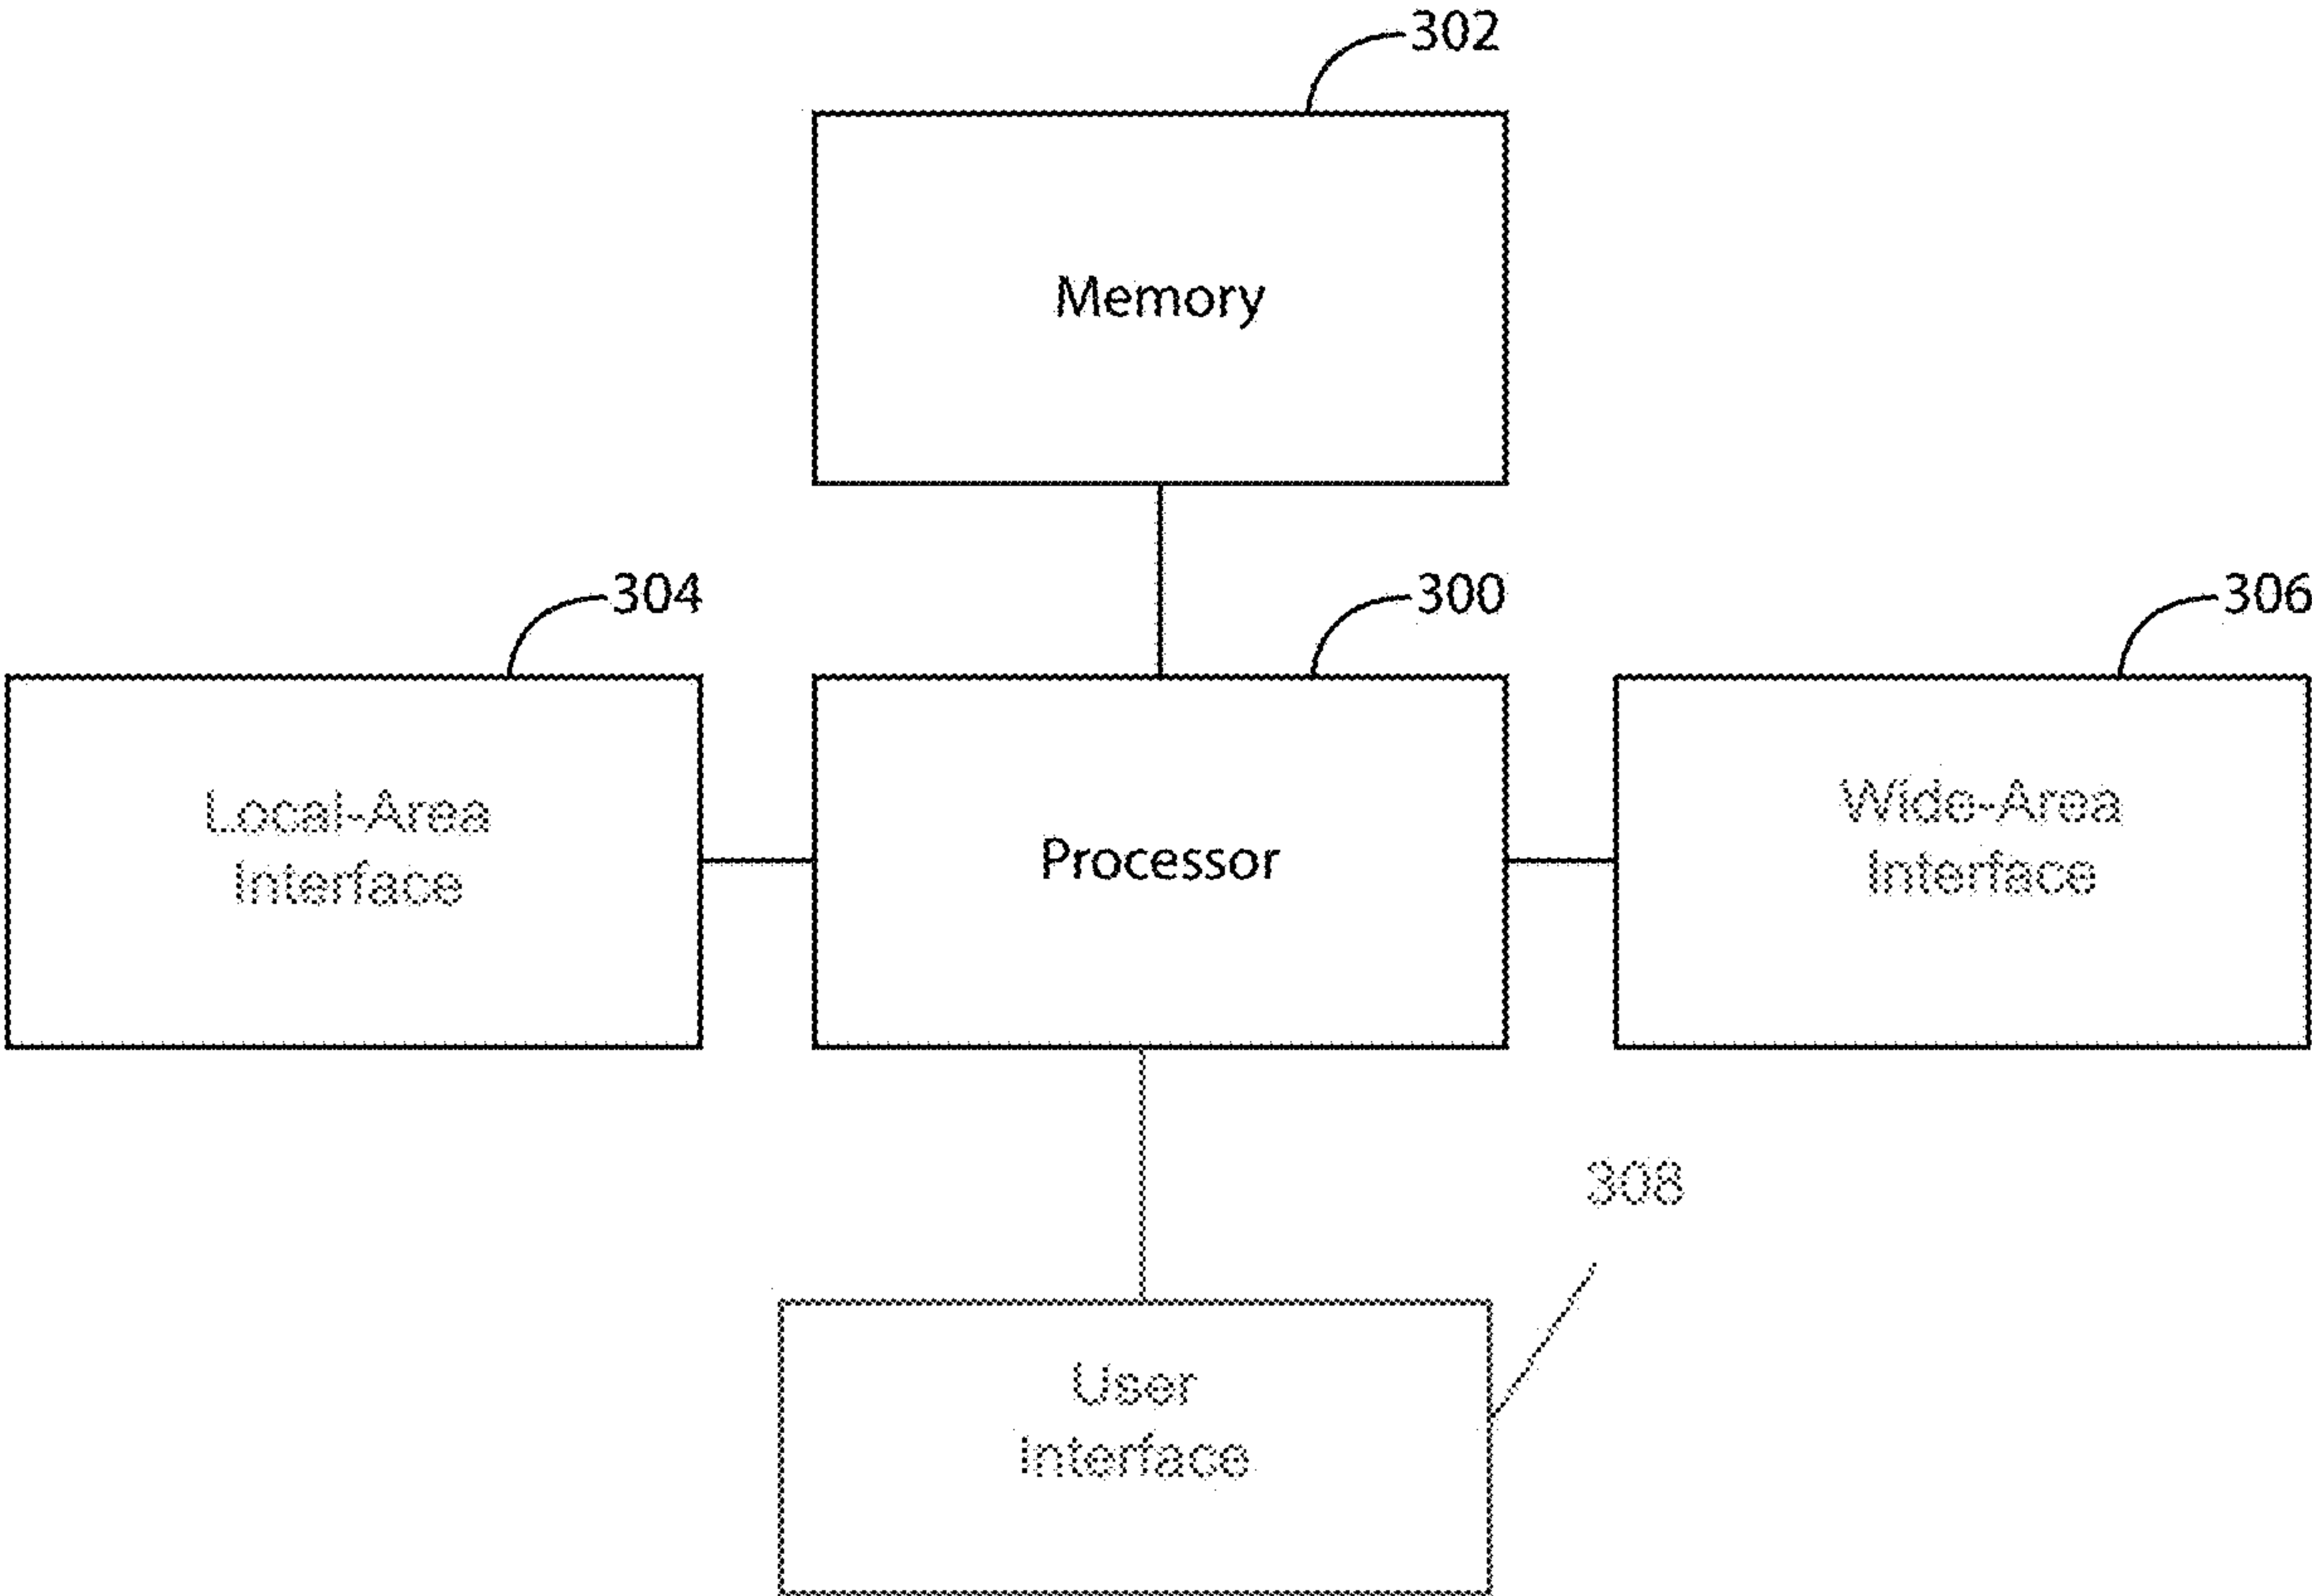 302
Memory
304
300
306
Local-Area
Interface
Processor
Wide-Area
Interface
308
User
Interface